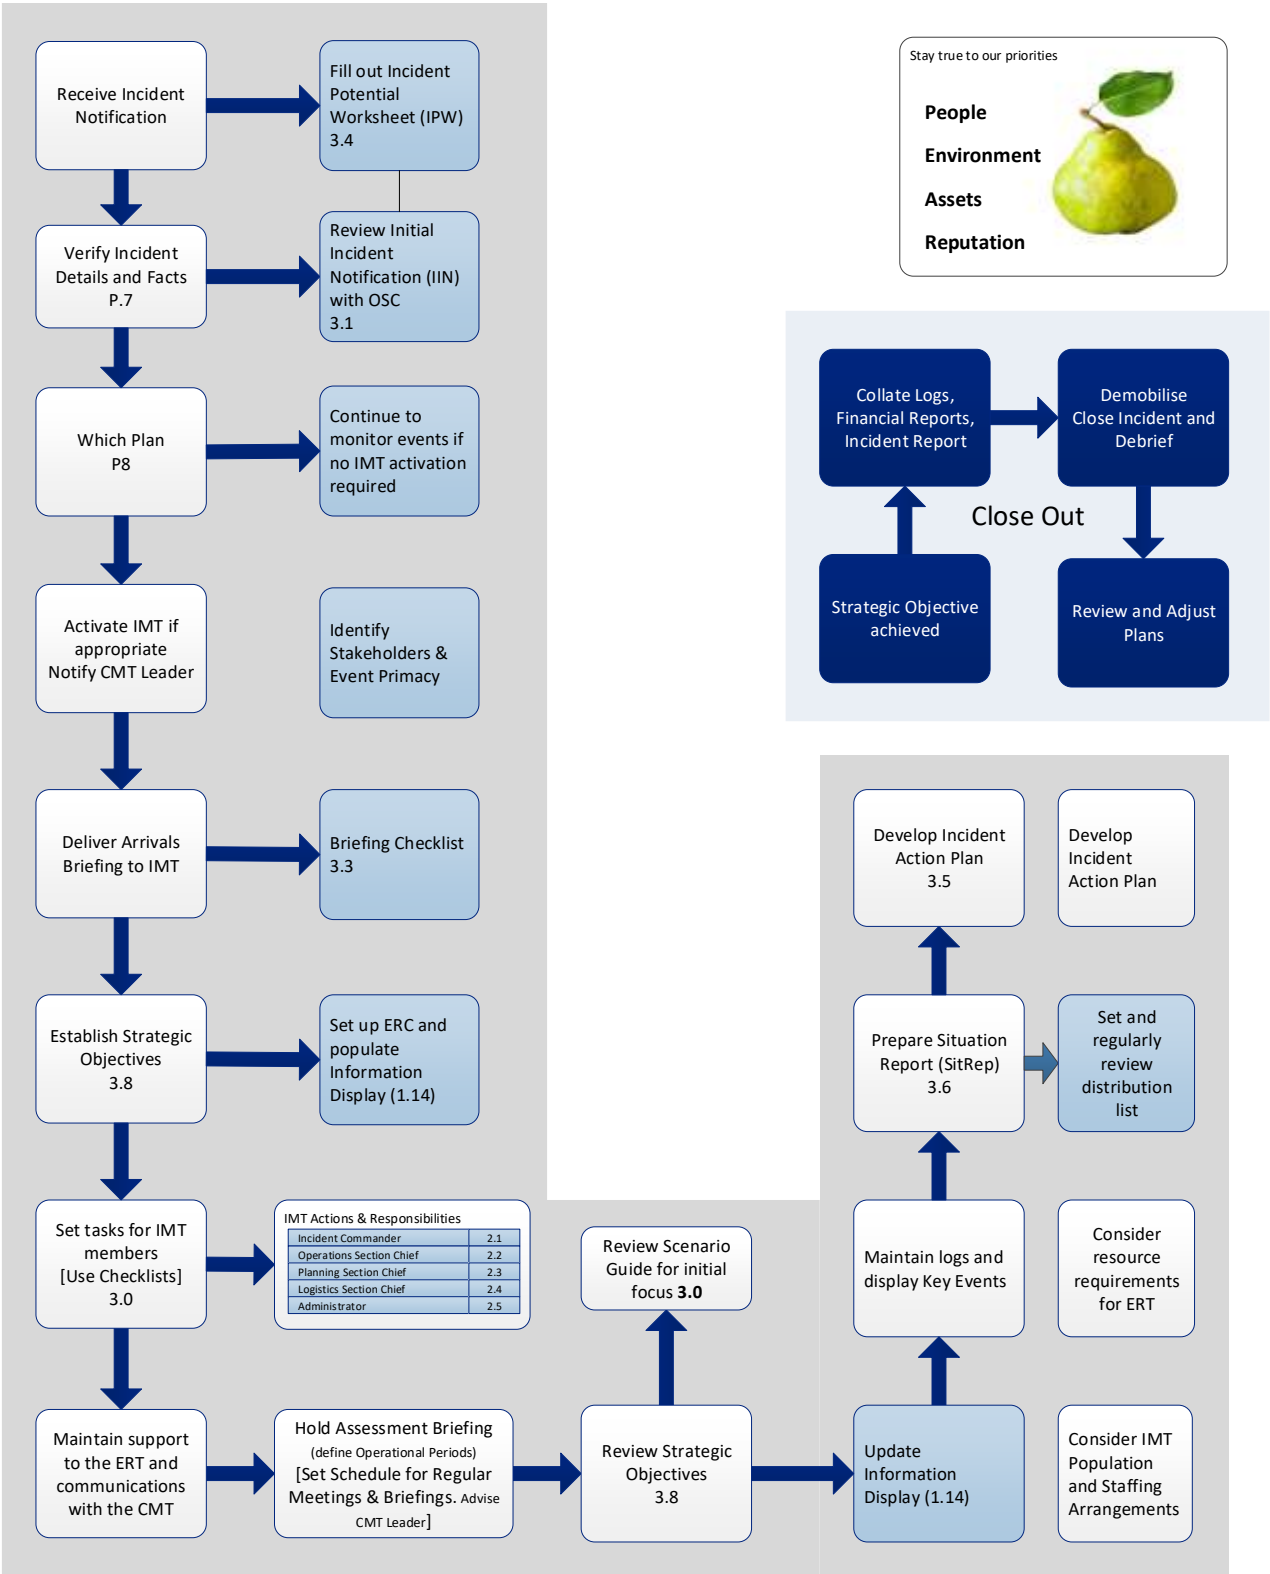 Receive Incident
Notification
Fill out Incident
Potential
Worksheet (IPW)
3.4
Verify Incident
Details and Facts
P.7
Review Initial
Incident
Notification (IIN)
with OSC
3.1
Which Plan
P8
Continue to
monitor events if
no IMT activation
required
Activate IMT if
appropriate
Notify CMT Leader
Identify
Stakeholders &
Event Primacy
Deliver Arrivals
Briefing to IMT
Briefing Checklist
3.3
Establish Strategic
Objectives
3.8
Set up ERC and
populate
Information
Display (1.14)
Set tasks for IMT
members
[Use Checklists]
3.0
IMT Actions & Responsibilities
Incident Commander 2.1
Operations Section Chief 2.2
Planning Section Chief 2.3
Logistics Section Chief 2.4
Administrator 2.5
Maintain support
to the ERT and
communications
with the CMT
Hold Assessment Briefing
(define Operational Periods)
[Set Schedule for Regular
Meetings & Briefings. Advise
CMT Leader]
Review Scenario
Guide for initial
focus 3.0
Review Strategic
Objectives
3.8
Stay true to our priorities
People
Environment
Assets
Reputation
Collate Logs,
Financial Reports,
Incident Report
Demobilise
Close Incident and
Debrief
Close Out
Strategic Objective
achieved
Review and Adjust
Plans
Develop Incident
Action Plan
3.5
Develop
Incident
Action Plan
Prepare Situation
Report (SitRep)
3.6
Set and
regularly
review
distribution
list
Maintain logs and
display Key Events
Consider
resource
requirements
for ERT
Update
Information
Display (1.14)
Consider IMT
Population
and Staffing
Arrangements